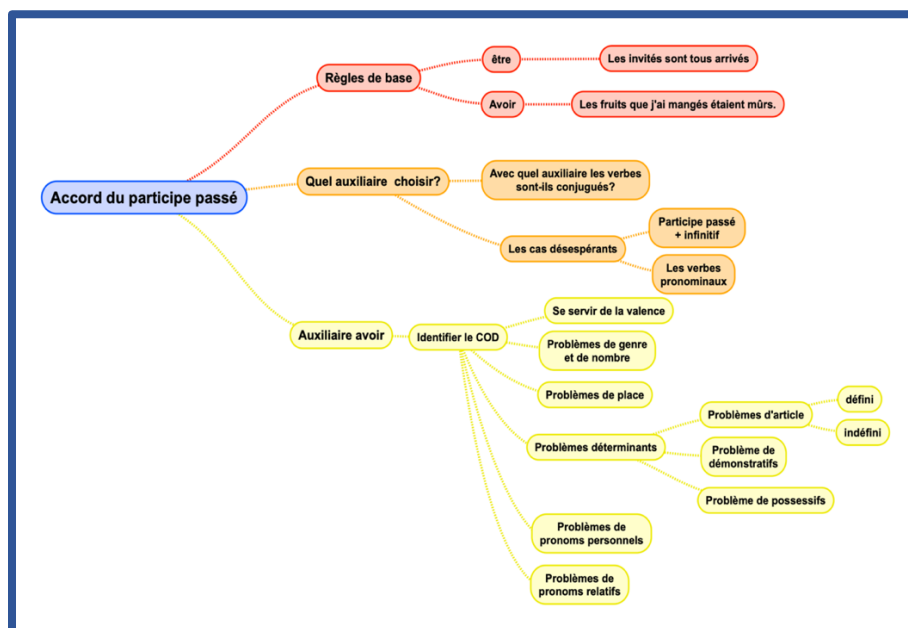 Accord du participe passé
Règles de base
être
Les invités sont tous arrivés
Avoir
Les fruits que j'ai mangés étaient mûrs.
Quel auxiliaire choisir?
Avec quel auxiliaire les verbes
sont-ils conjugués?
Les cas désespérants
Participe passé
+ infinitif
Les verbes
pronominaux
Auxiliaire avoir
Identifier le COD
Se servir de la valence
Problèmes de genre
et de nombre
Problèmes de place
Problèmes déterminants
Problèmes d'article
défini
indéfini
Problème de
démonstratifs
Problème de possessifs
Problèmes de
pronoms personnels
Problèmes de
pronoms relatifs